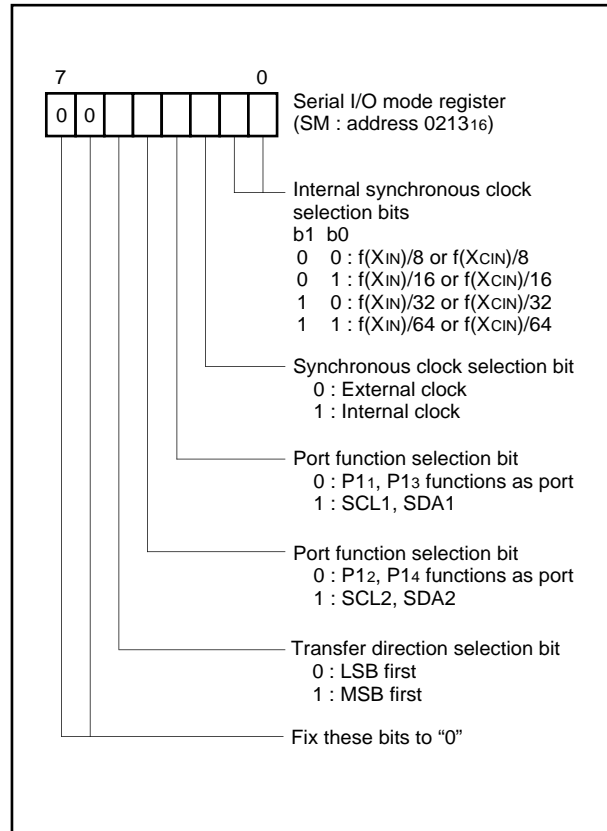 7 0
0 0
Serial I/O mode register
(SM : address 021316)
Internal synchronous clock
selection bits
b1 b0
0 0 : f(XIN)/8 or f(XCIN)/8
0 1 : f(XIN)/16 or f(XCIN)/16
1 0 : f(XIN)/32 or f(XCIN)/32
1 1 : f(XIN)/64 or f(XCIN)/64
Synchronous clock selection bit
0 : External clock
1 : Internal clock
Port function selection bit
0 : P11, P13 functions as port
1 : SCL1, SDA1
Port function selection bit
0 : P12, P14 functions as port
1 : SCL2, SDA2
Transfer direction selection bit
0 : LSB first
1 : MSB first
Fix these bits to “0”